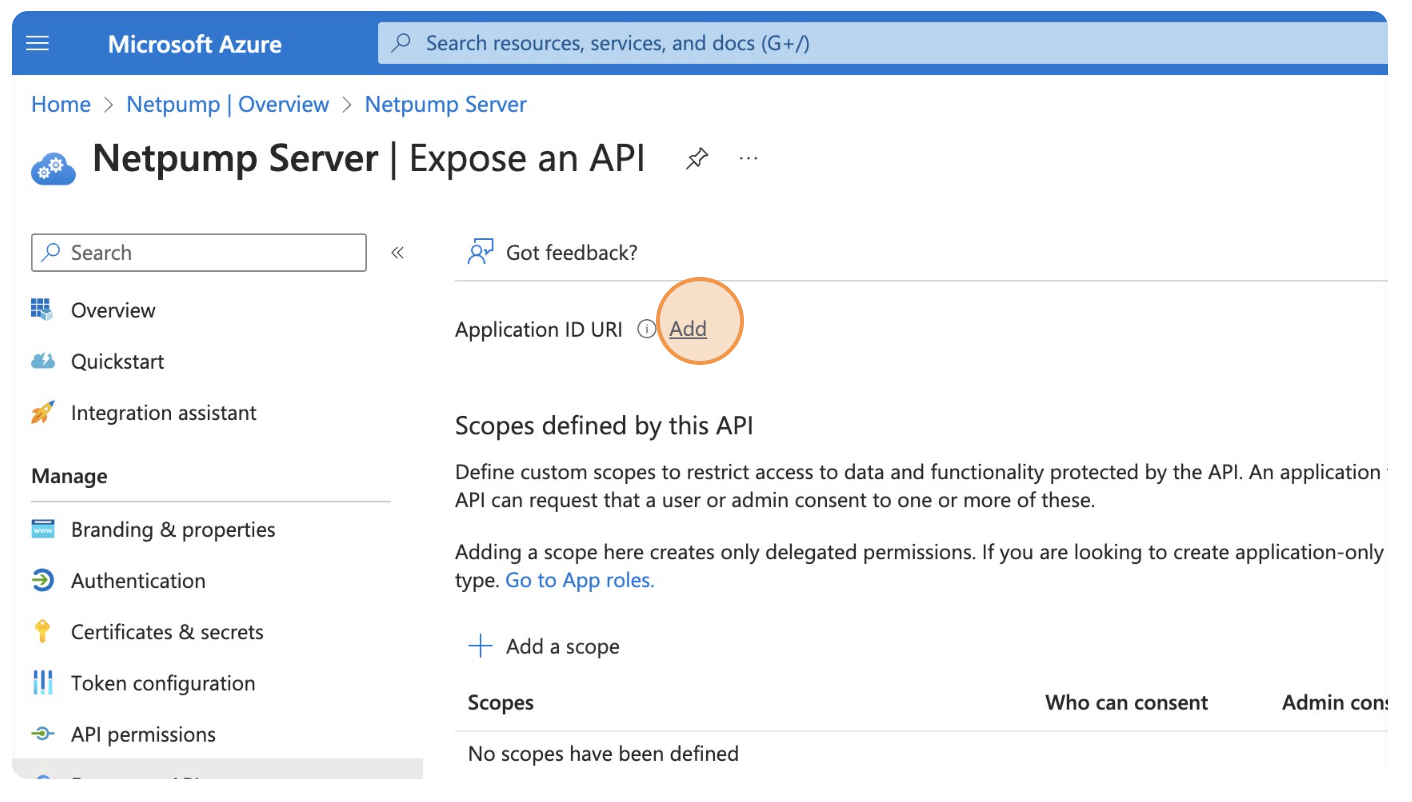 Microsoft Azure
Search resources, services, and docs (G+/)
Home > Netpump | Overview > Netpump Server
Netpump Server | Expose an API
Search
Overview
Quickstart
Integration assistant
Manage
Branding & properties
Authentication
Certificates & secrets
Token configuration
API permissions
Got feedback?
Application ID URI Add
Scopes defined by this API
Define custom scopes to restrict access to data and functionality protected by the API. An application
API can request that a user or admin consent to one or more of these.
Adding a scope here creates only delegated permissions. If you are looking to create application-only
type. Go to App roles.
Add a scope
Scopes Who can consent Admin cons
No scopes have been defined